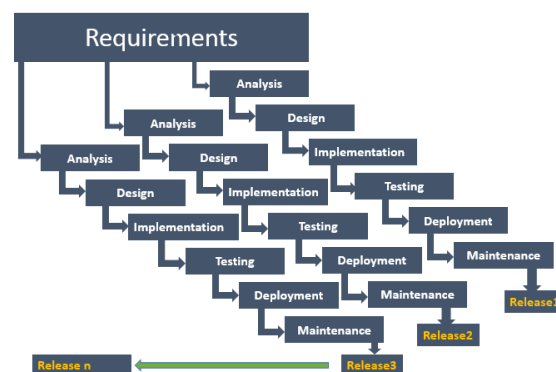 Requirements
Analysis
Design
Implementation
Testing
Deployment
Maintenance
Release1
Analysis
Design
Implementation
Testing
Deployment
Maintenance
Release2
Analysis
Design
Implementation
Testing
Deployment
Maintenance
Release3
Release n